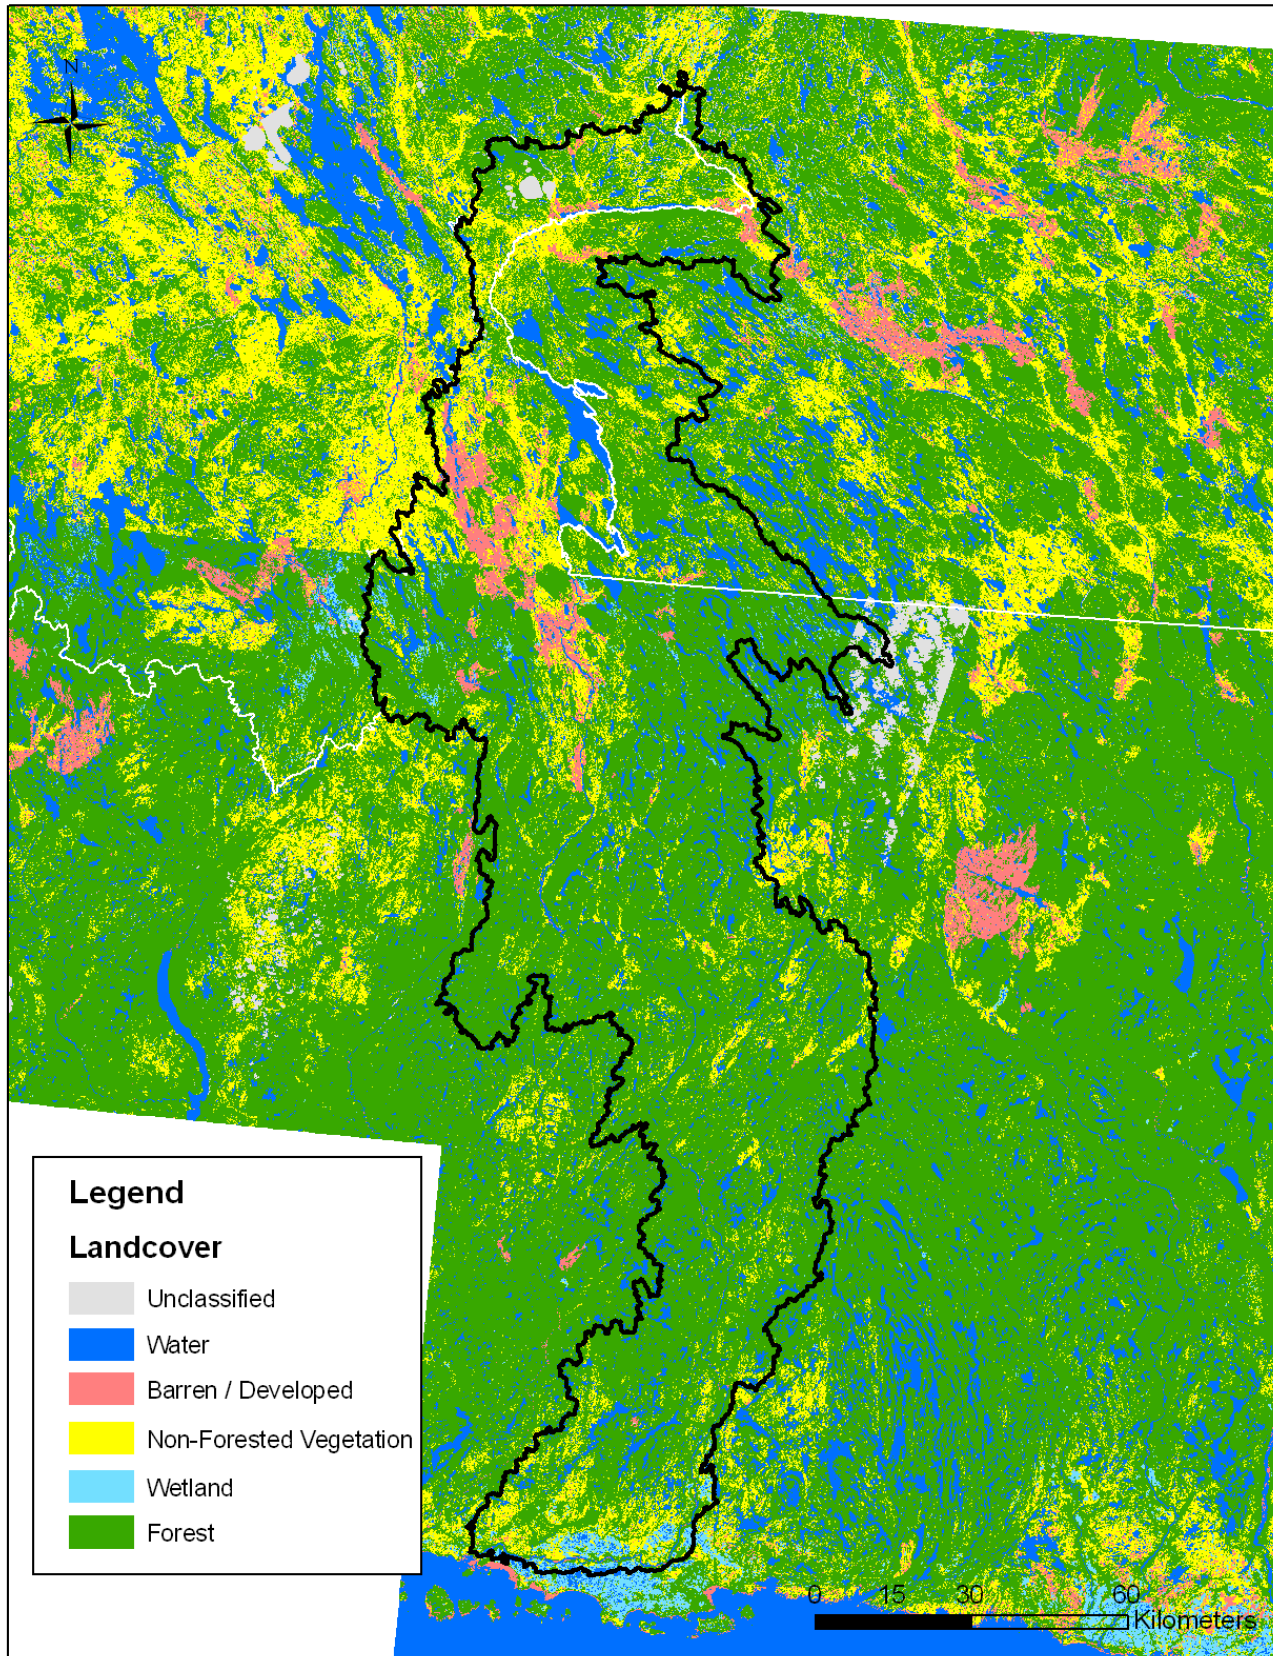 N
Legend
Landcover
Unclassified
Water
Barren / Developed
Non-Forested Vegetation
Wetland
Forest
0 15 30 60
Kilometers